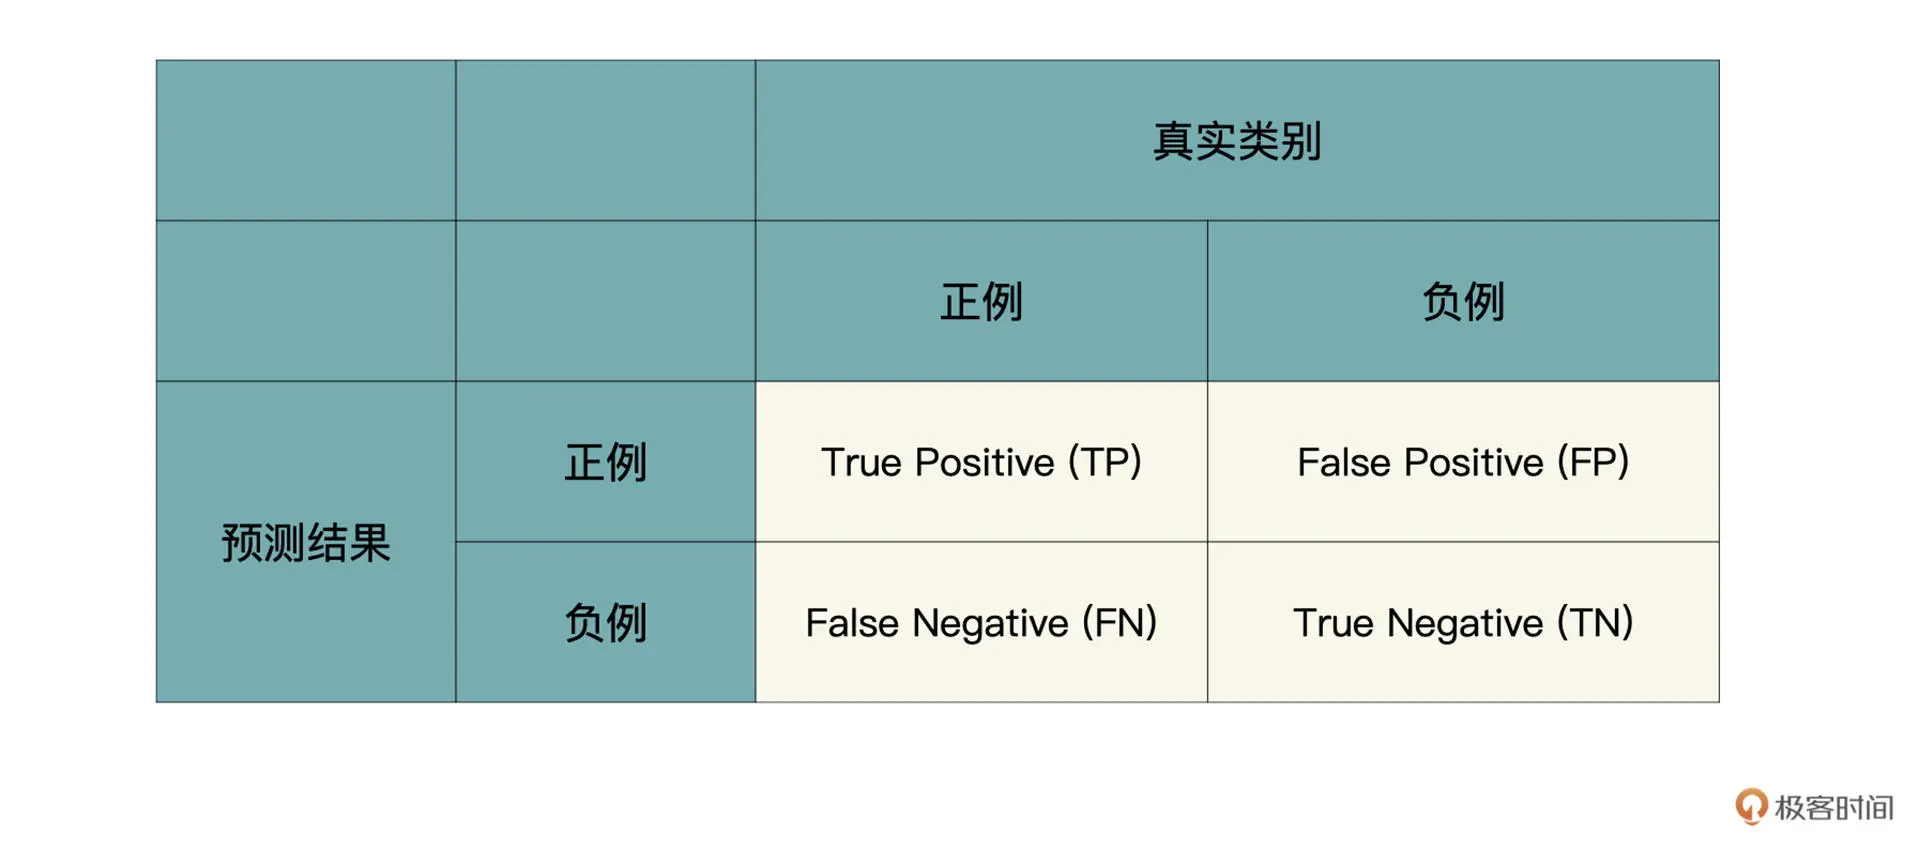 真实类别
正例
负例
预测结果
正例
True Positive (TP)
False Positive (FP)
负例
False Negative (FN)
True Negative (TN)
极客时间